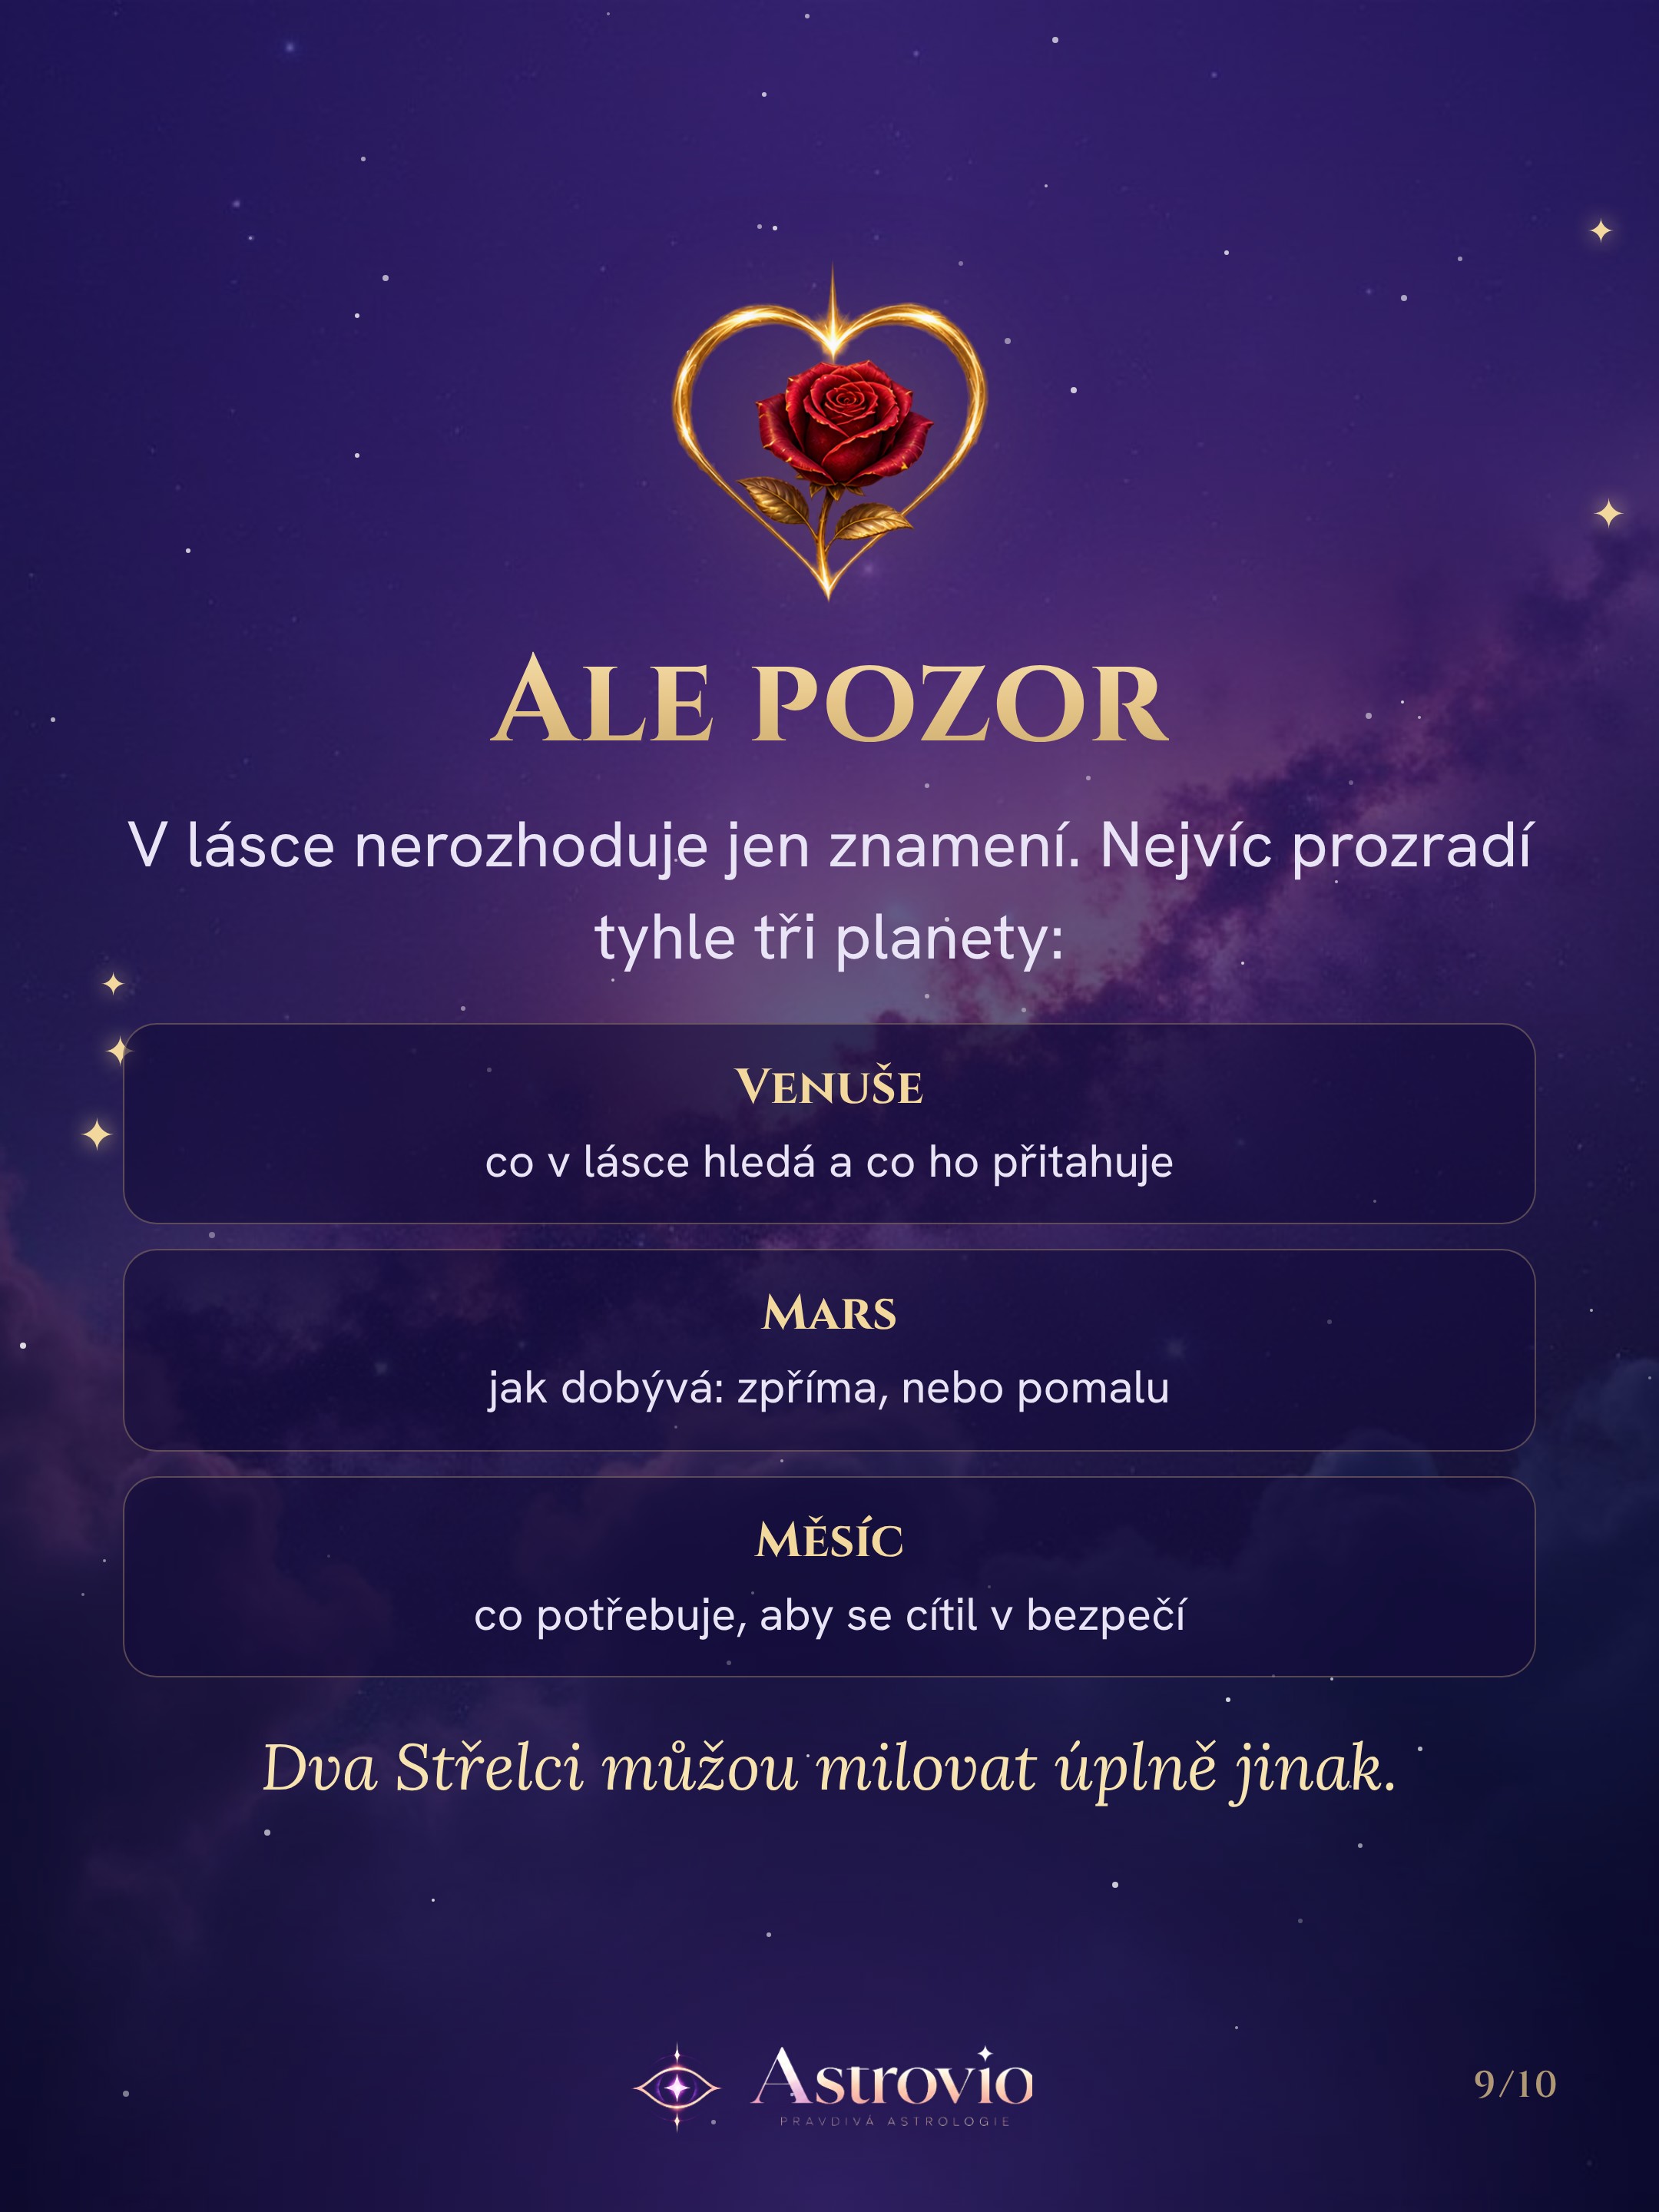 Ale pozor
V lásce nerozhoduje jen znamení. Nejvíc prozradí
tyhle tři planety:
Venuše
co v lásce hledá a co ho přitahuje
Mars
jak dobývá: zpříma, nebo pomalu
Měsíc
co potřebuje, aby se cítil v bezpečí
Dva Střelci můžou milovat úplně jinak.
Astrovio
PRAVDIVÁ ASTROLOGIE
9/10